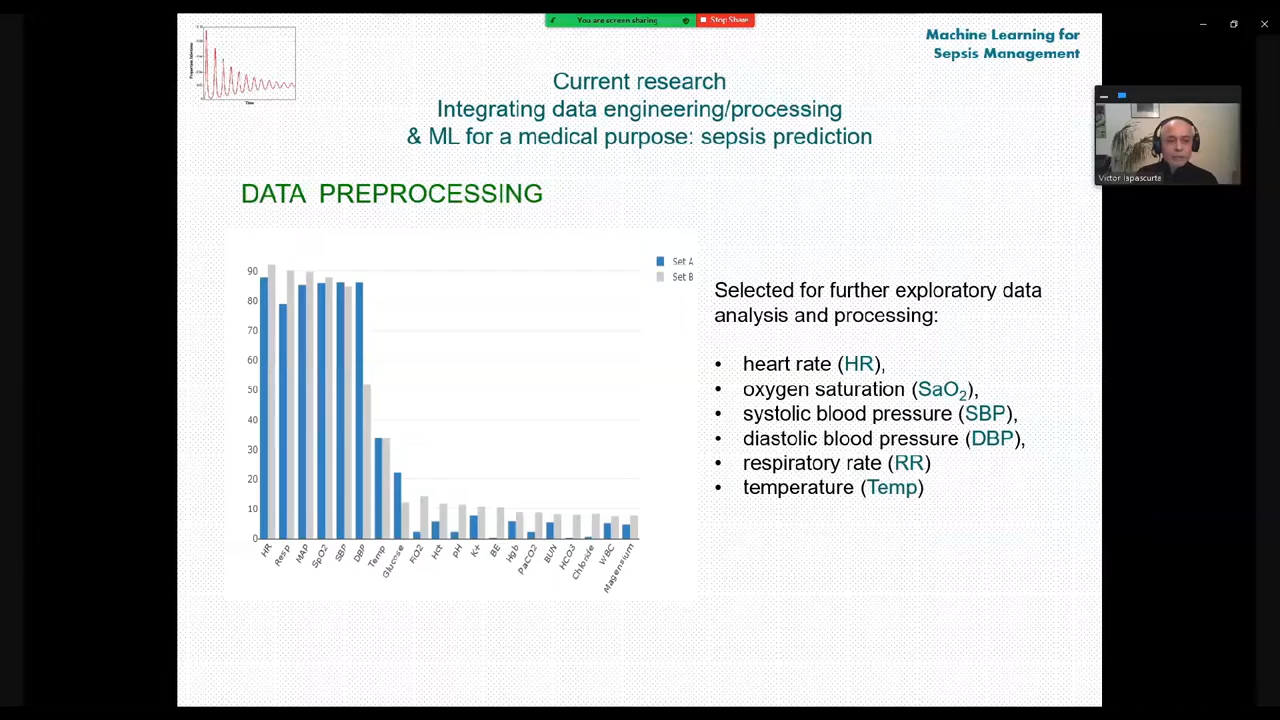 You are screen sharing
Stop Share
Machine Learning for
Sepsis Management
Time
Current research
Integrating data engineering/processing
& ML for a medical purpose: sepsis prediction
DATA PREPROCESSING
Set A
Set B
90
80
70
60
50
40
30
20
10
0
HR
Resp
MAP
SpO2
SBP
DBP
Temp
Glucose
FiO2
Hct
pH
K+
BE
Hgb
PaCO2
BUN
HCO3
Chloride
WBC
Magensium
Selected for further exploratory data
analysis and processing:
• heart rate (HR),
• oxygen saturation (SaO2),
• systolic blood pressure (SBP),
• diastolic blood pressure (DBP),
• respiratory rate (RR)
• temperature (Temp)
Victor Iapascurta